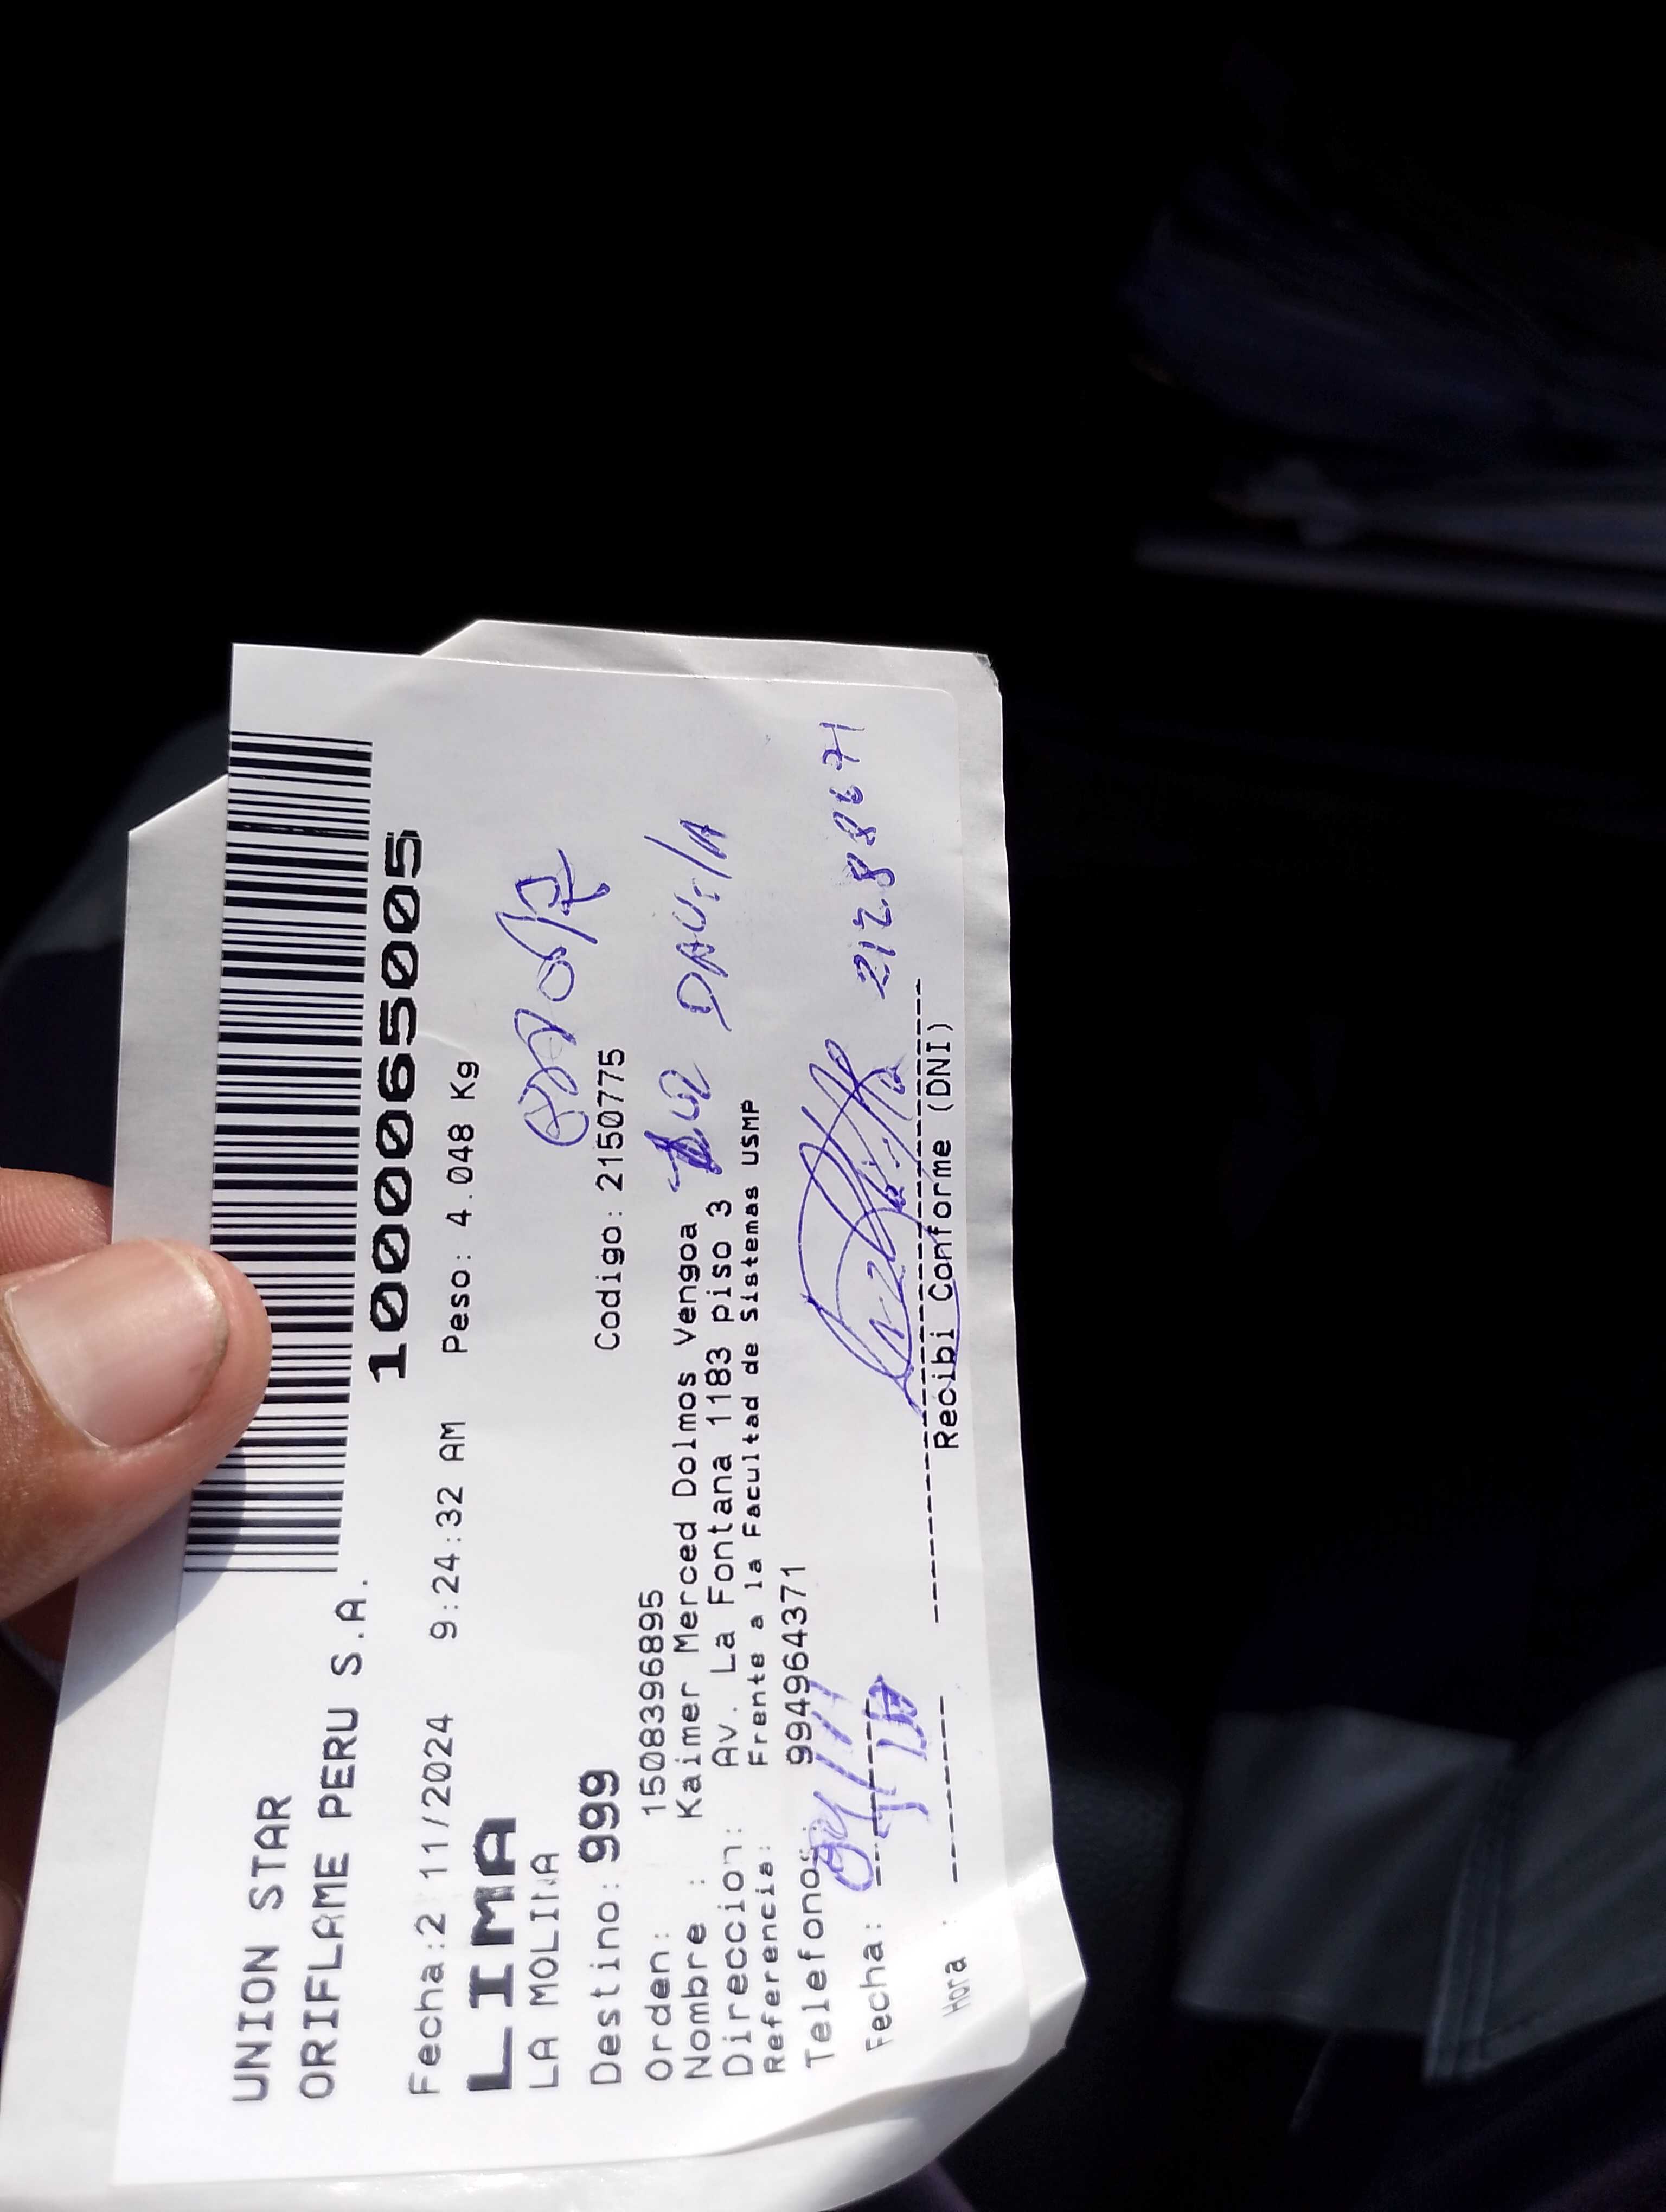 UNION STAR
ORIFLAME PERU S.A.
1000065005
Fecha:2 11/2024 9:24:32 AM Peso: 4.048 Kg
LIMA
LA MOLINA
Destino: 999 Codigo: 2150775
Orden: 1508396895
Nombre : Kaimer Merced Dolmos Vengoa
DAVila
Direccion: Av. La Fontana 1183 piso 3
Referencia: Frente a la Facultad de Sistemas USMP
Telefonos: 994964371
Fecha:
Hora :
Recibi Conforme (DNI)